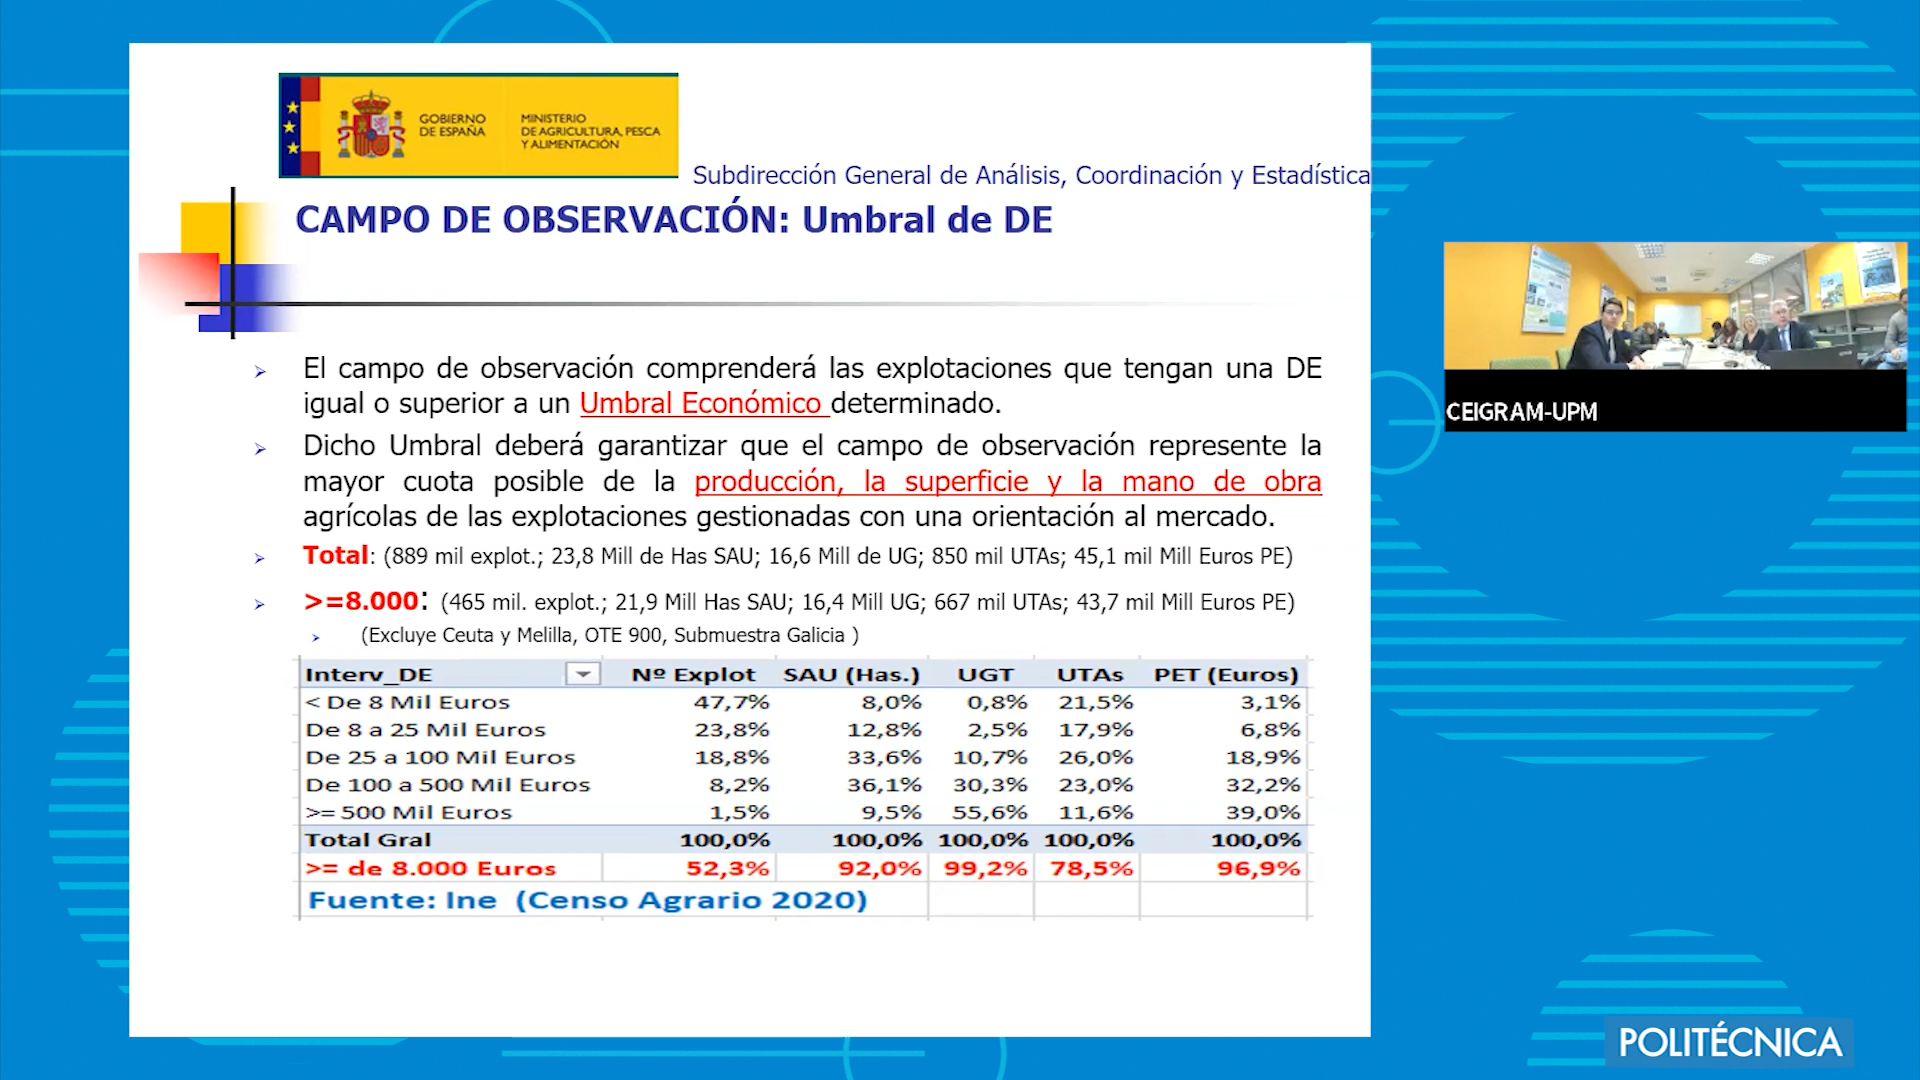 GOBIERNO
DE ESPAÑA
MINISTERIO
DE AGRICULTURA, PESCA
Y ALIMENTACIÓN
Subdirección General de Análisis, Coordinación y Estadística
CAMPO DE OBSERVACIÓN: Umbral de DE
El campo de observación comprenderá las explotaciones que tengan una DE
igual o superior a un Umbral Económico determinado.
Dicho Umbral deberá garantizar que el campo de observación represente la
mayor cuota posible de la producción, la superficie y la mano de obra
agrícolas de las explotaciones gestionadas con una orientación al mercado.
Total: (889 mil explot.; 23,8 Mill de Has SAU; 16,6 Mill de UG; 850 mil UTAs; 45,1 mil Mill Euros PE)
>=8.000: (465 mil. explot.; 21,9 Mill Has SAU; 16,4 Mill UG; 667 mil UTAs; 43,7 mil Mill Euros PE)
(Excluye Ceuta y Melilla, OTE 900, Submuestra Galicia )
Interv_DE Nº Explot SAU (Has.) UGT UTAs PET (Euros)
< De 8 Mil Euros 47,7% 8,0% 0,8% 21,5% 3,1%
De 8 a 25 Mil Euros 23,8% 12,8% 2,5% 17,9% 6,8%
De 25 a 100 Mil Euros 18,8% 33,6% 10,7% 26,0% 18,9%
De 100 a 500 Mil Euros 8,2% 36,1% 30,3% 23,0% 32,2%
>= 500 Mil Euros 1,5% 9,5% 55,6% 11,6% 39,0%
Total Gral 100,0% 100,0% 100,0% 100,0% 100,0%
>= de 8.000 Euros 52,3% 92,0% 99,2% 78,5% 96,9%
Fuente: Ine (Censo Agrario 2020)
CEIGRAM-UPM
POLITÉCNICA